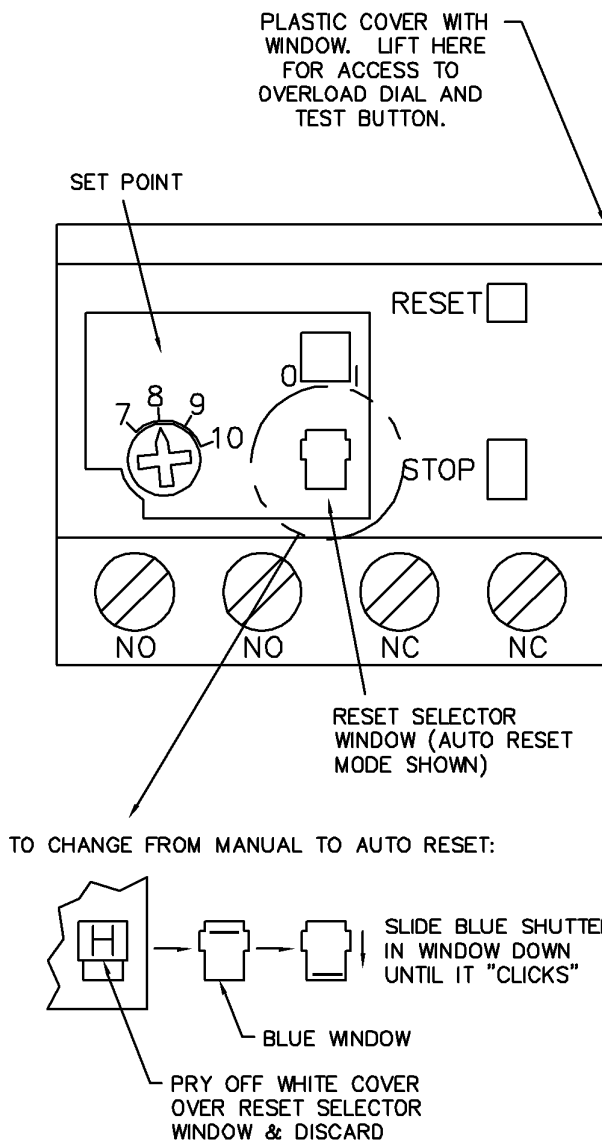 PLASTIC COVER WITH
WINDOW. LIFT HERE
FOR ACCESS TO
OVERLOAD DIAL AND
TEST BUTTON.
SET POINT
RESET
0 I
7 8 9 10
STOP
NO NO NC NC
RESET SELECTOR
WINDOW (AUTO RESET
MODE SHOWN)
TO CHANGE FROM MANUAL TO AUTO RESET:
H
SLIDE BLUE SHUTTE
IN WINDOW DOWN
UNTIL IT "CLICKS"
BLUE WINDOW
PRY OFF WHITE COVER
OVER RESET SELECTOR
WINDOW & DISCARD